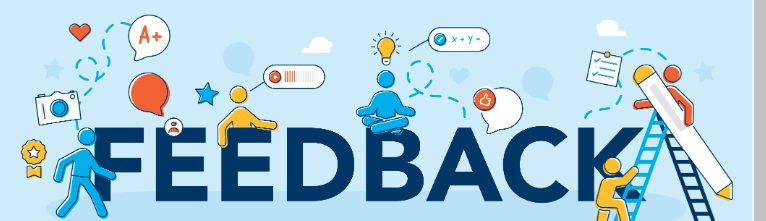 A+
x + y =
FEEDBACK